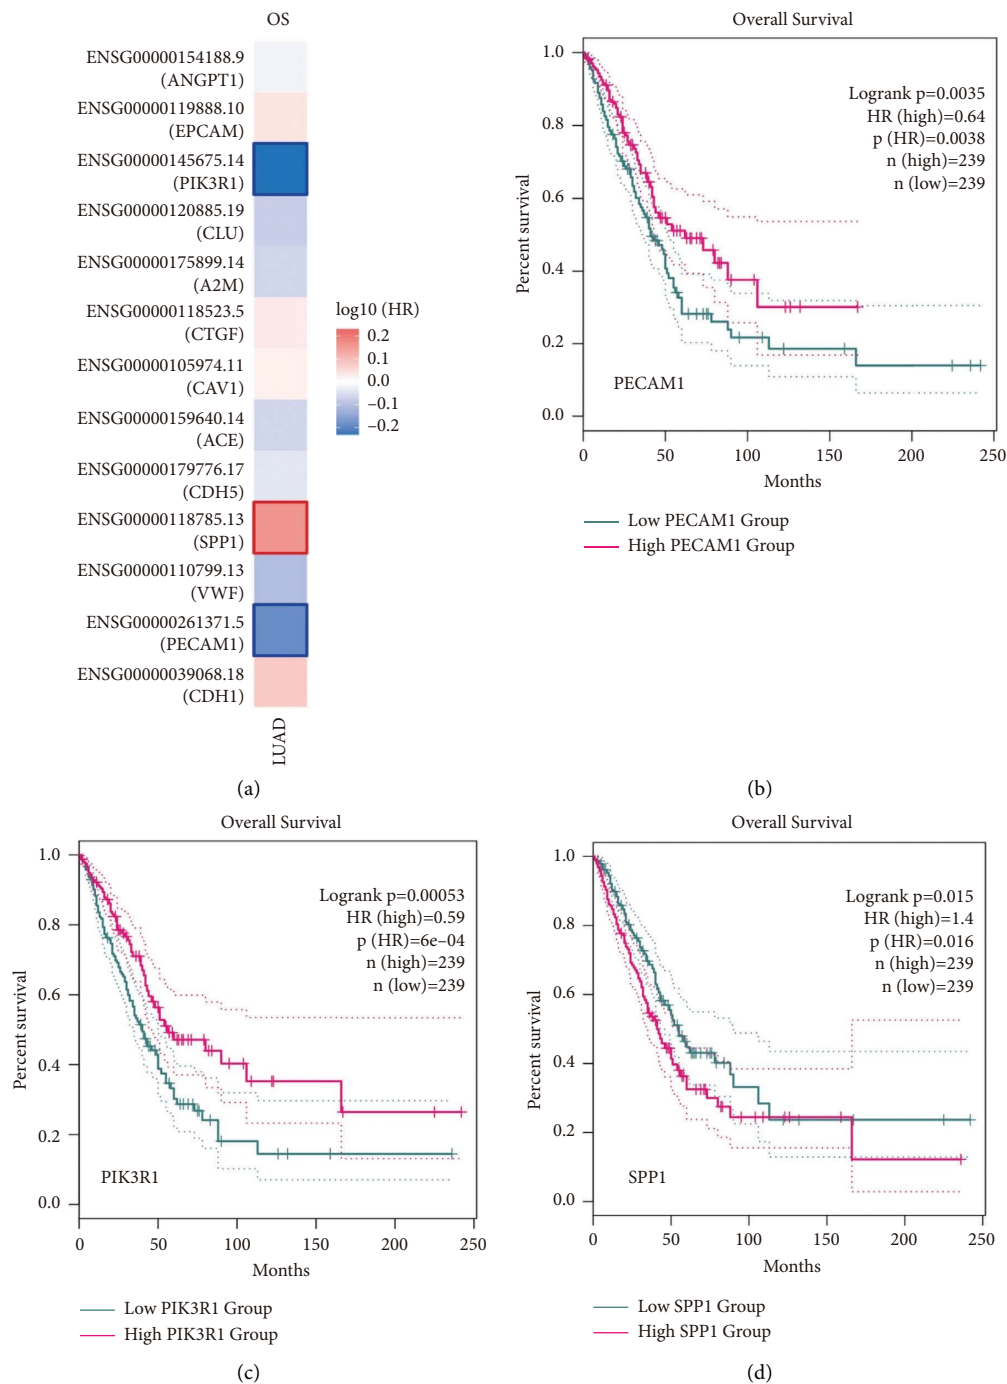 OS
ENSG00000154188.9
(ANGPT1)
ENSG00000119888.10
(EPCAM)
ENSG00000145675.14
(PIK3R1)
ENSG00000120885.19
(CLU)
ENSG00000175899.14
(A2M)
ENSG00000118523.5
(CTGF)
ENSG00000105974.11
(CAV1)
ENSG00000159640.14
(ACE)
ENSG00000179776.17
(CDH5)
ENSG00000118785.13
(SPP1)
ENSG00000110799.13
(VWF)
ENSG00000261371.5
(PECAM1)
ENSG00000039068.18
(CDH1)
LUAD
log10 (HR)
0.2
0.1
0.0
–0.1
–0.2
(a)
Overall Survival
Percent survival
1.0
0.8
0.6
0.4
0.2
0.0
Logrank p=0.0035
HR (high)=0.64
p (HR)=0.0038
n (high)=239
n (low)=239
PECAM1
0 50 100 150 200 250
Months
Low PECAM1 Group
High PECAM1 Group
(b)
Overall Survival
Percent survival
1.0
0.8
0.6
0.4
0.2
0.0
Logrank p=0.00053
HR (high)=0.59
p (HR)=6e–04
n (high)=239
n (low)=239
PIK3R1
0 50 100 150 200 250
Months
Low PIK3R1 Group
High PIK3R1 Group
(c)
Overall Survival
Percent survival
1.0
0.8
0.6
0.4
0.2
0.0
Logrank p=0.015
HR (high)=1.4
p (HR)=0.016
n (high)=239
n (low)=239
SPP1
0 50 100 150 200 250
Months
Low SPP1 Group
High SPP1 Group
(d)